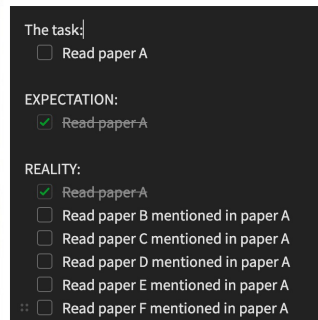 The task:
Read paper A
EXPECTATION:
Read paper A
REALITY:
Read paper A
Read paper B mentioned in paper A
Read paper C mentioned in paper A
Read paper D mentioned in paper A
Read paper E mentioned in paper A
Read paper F mentioned in paper A